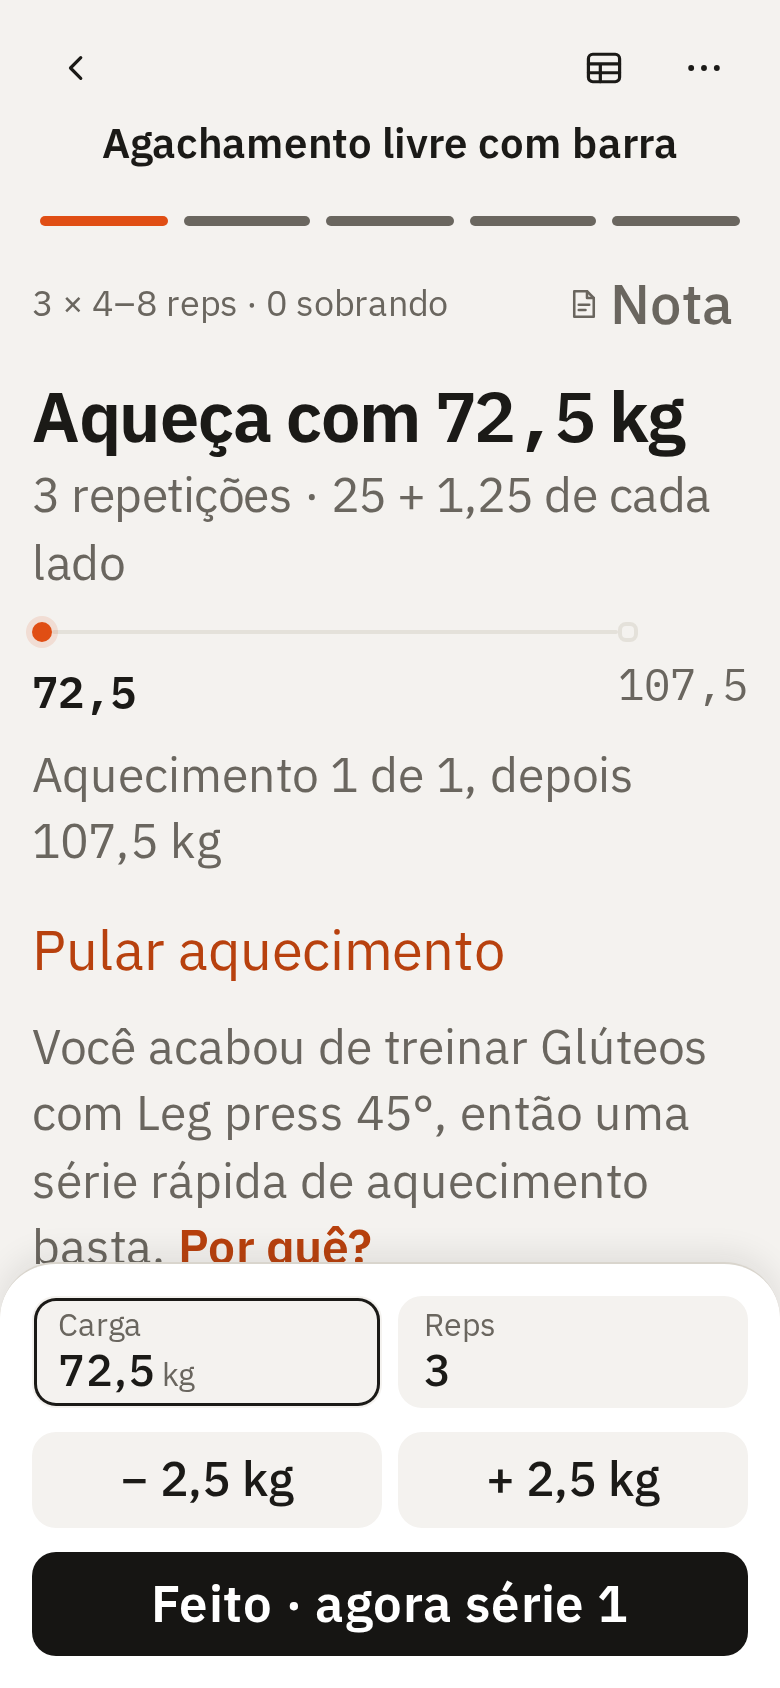 Agachamento livre com barra
3 × 4–8 reps · 0 sobrando
Nota
Aqueça com 72,5 kg
3 repetições · 25 + 1,25 de cada
lado
72,5
107,5
Aquecimento 1 de 1, depois
107,5 kg
Pular aquecimento
Você acabou de treinar Glúteos
com Leg press 45°, então uma
série rápida de aquecimento
basta. Por quê?
Carga
72,5 kg
Reps
3
– 2,5 kg
+ 2,5 kg
Feito · agora série 1